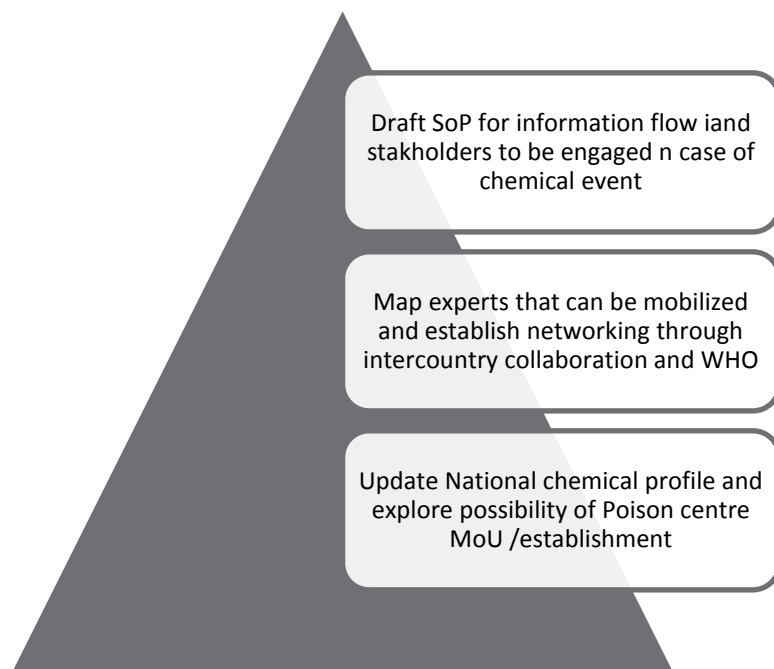 Draft SoP for information flow iand
stakholders to be engaged n case of
chemical event
Map experts that can be mobilized
and establish networking through
intercountry collaboration and WHO
Update National chemical profile and
explore possibility of Poison centre
MoU /establishment